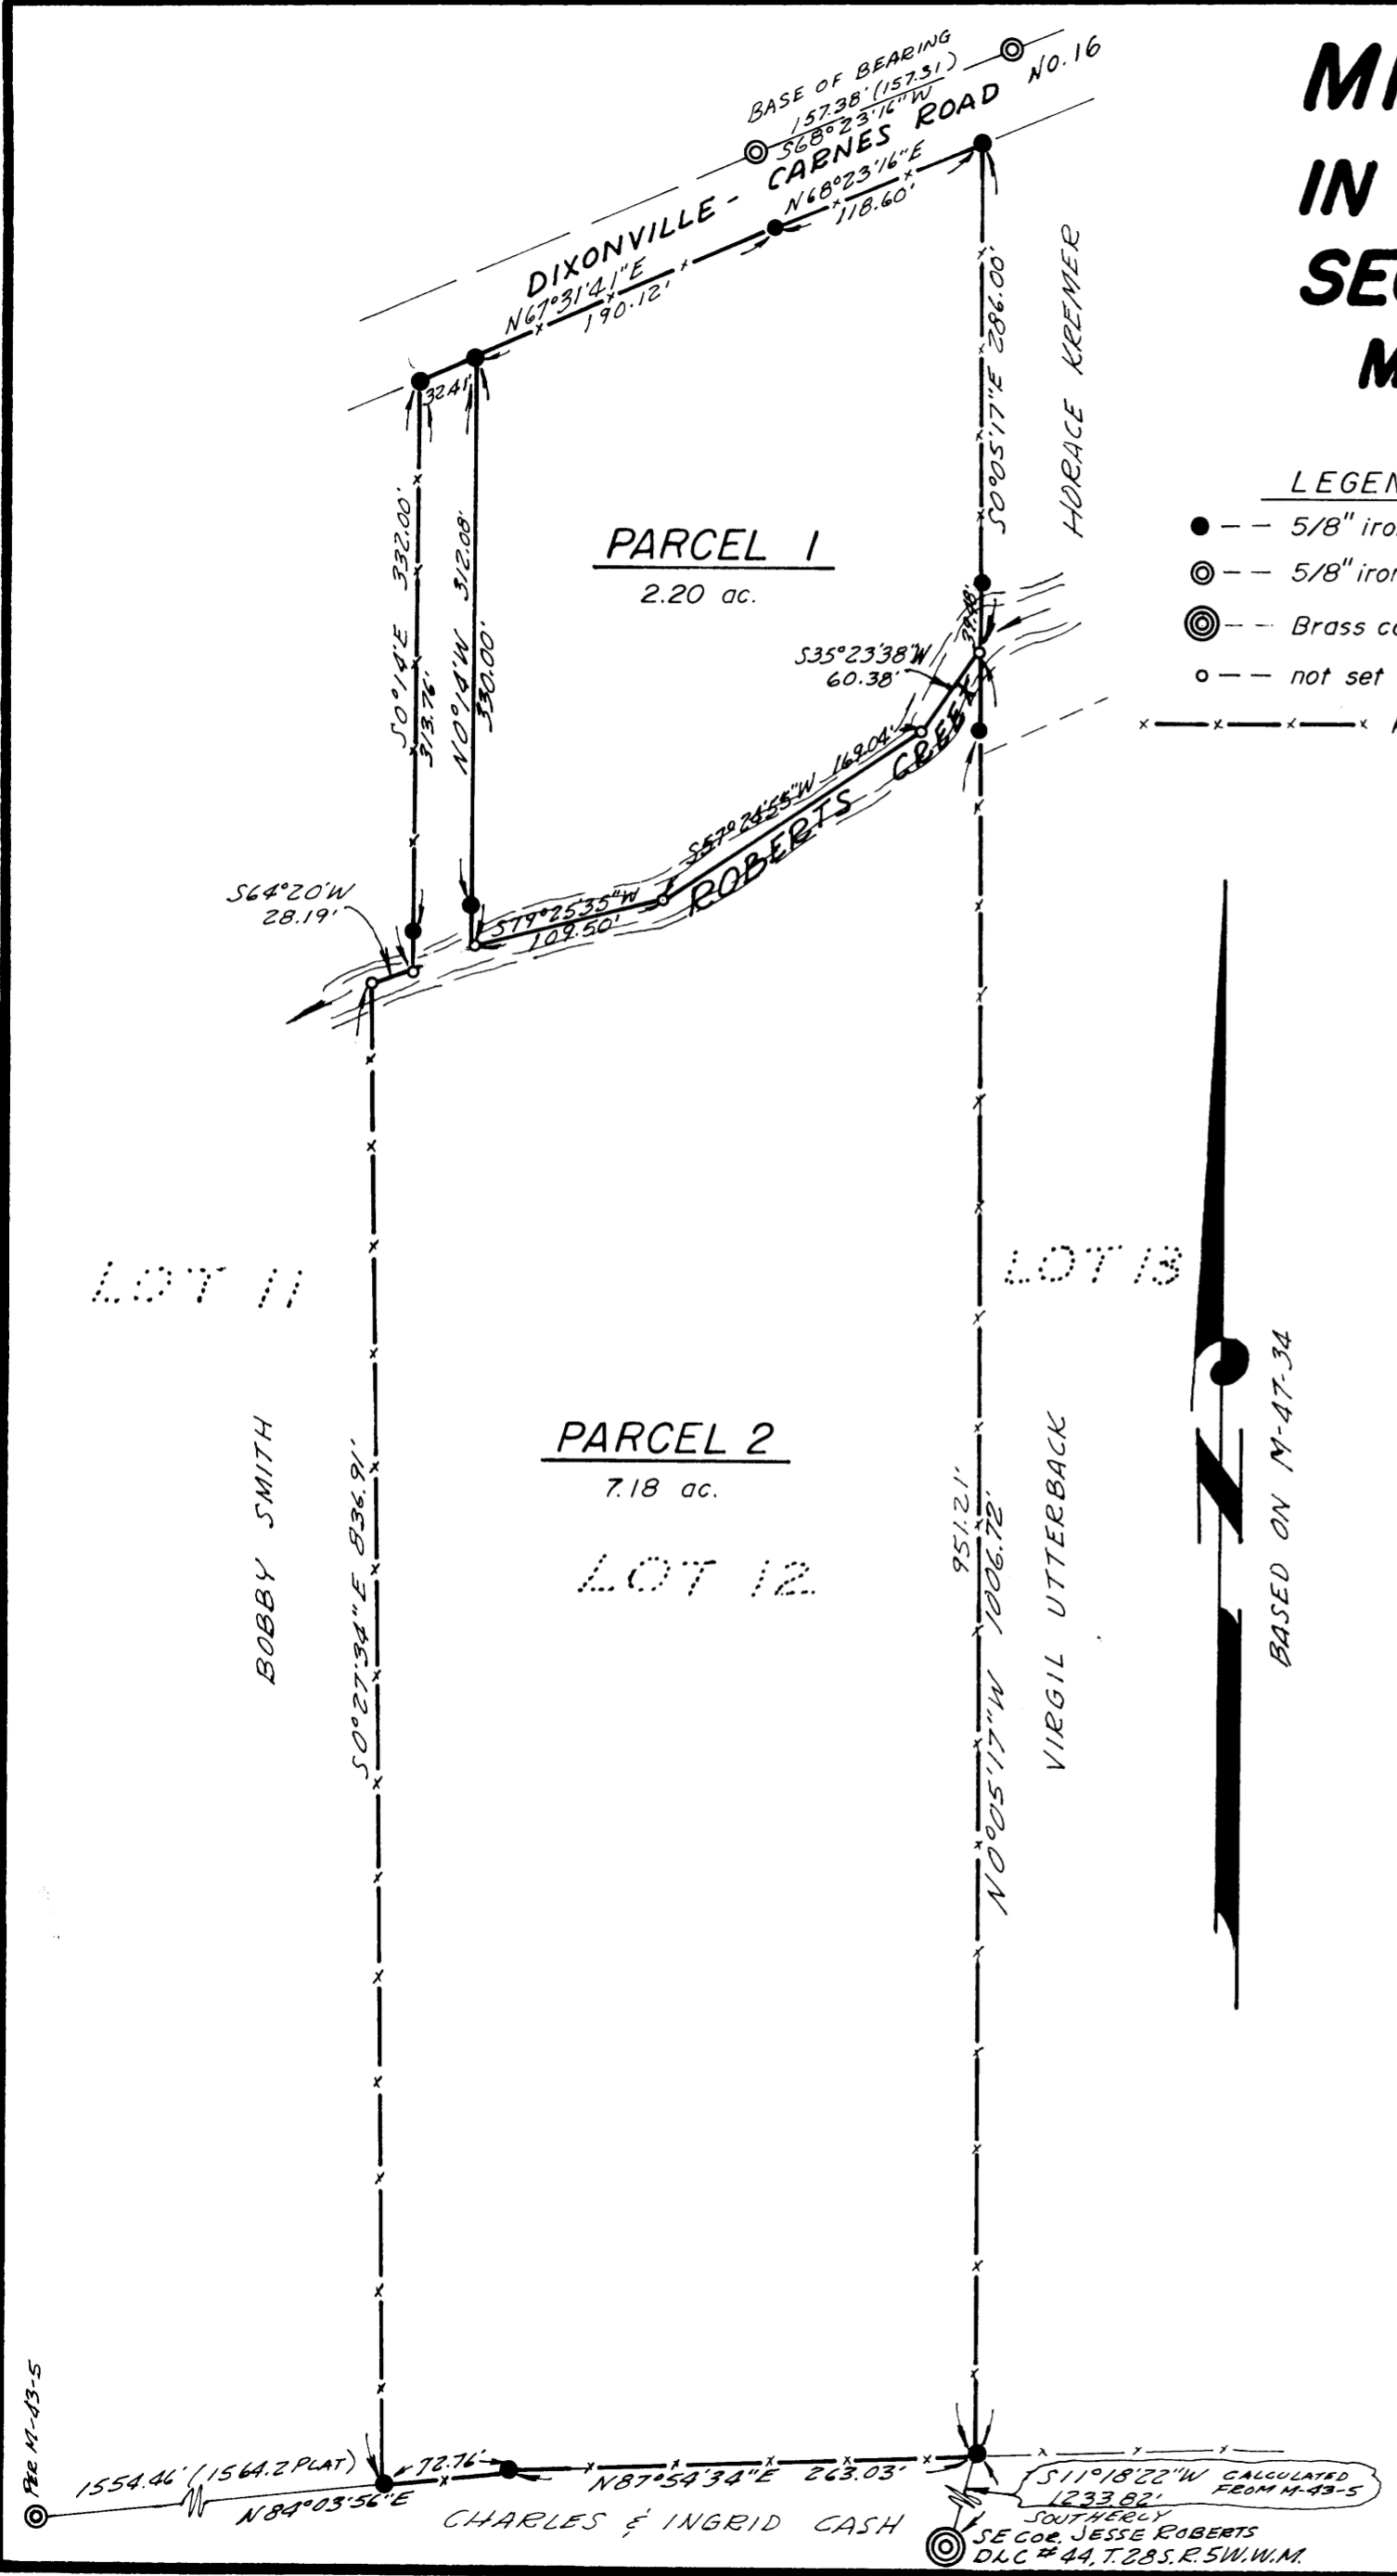 BASE OF BEARING
157.38' (157.31)
S68°23'16"W
NO. 16
DIXONVILLE - CARNES ROAD
N68°23'16"E
118.60'
N67°31'41"E
190.12'
32.41'
IN
LEGEN
5/8" iro
5/8" iron
Brass ca
not set
S0°05'17"E 286.00'
HORACE KREMER
39.48'
S0°14'E 332.00'
313.76'
N0°14'W 312.08'
330.00'
PARCEL 1
2.20 ac.
S35°23'38"W
60.38'
S57°24'55"W 169.04'
ROBERTS CREEK
S79°25'35"W
109.50'
S64°20'W
28.19'
LOT 11
LOT 13
BOBBY SMITH
S0°27'34"E 836.91'
PARCEL 2
7.18 ac.
LOT 12
951.21'
N0°05'17"W 1006.72'
VIRGIL UTTERBACK
N
BASED ON M-47-34
PER M-43-5
1554.46' (1564.2 PLAT)
N84°03'56"E
72.76'
N87°54'34"E 263.03'
CHARLES & INGRID CASH
S11°18'22"W CALCULATED
1233.82' FROM M-43-5
SOUTHERLY
SE COR. JESSE ROBERTS
DLC # 44, T.28S.R.5W.W.M.